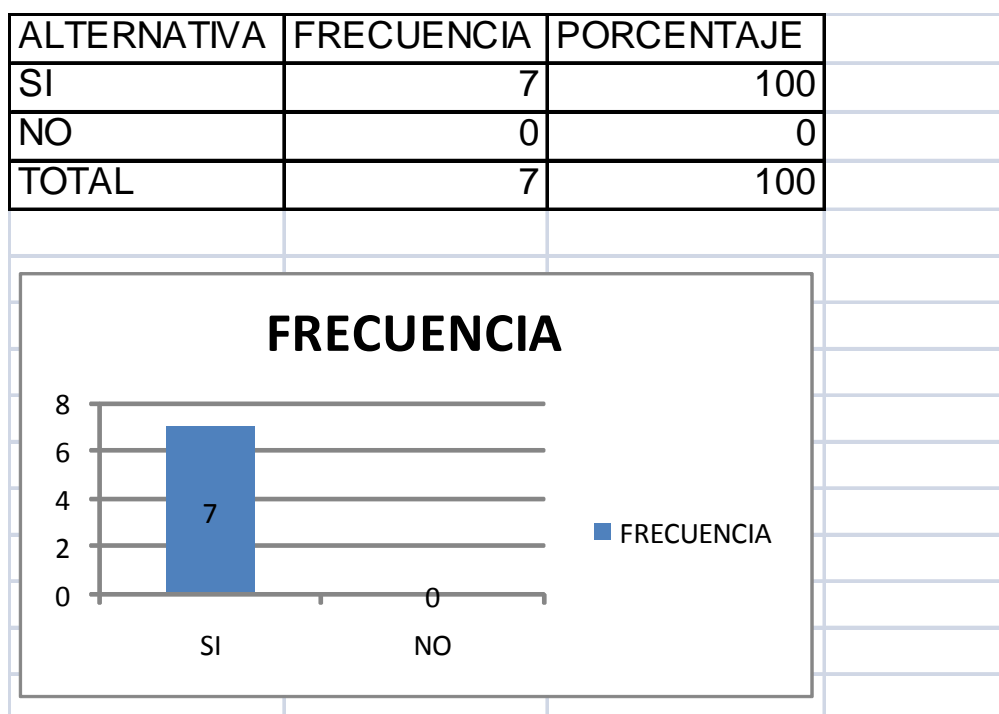 ALTERNATIVA FRECUENCIA PORCENTAJE
SI 7 100
NO 0 0
TOTAL 7 100
FRECUENCIA
8
6
4
2
0
7
0
SI NO
FRECUENCIA